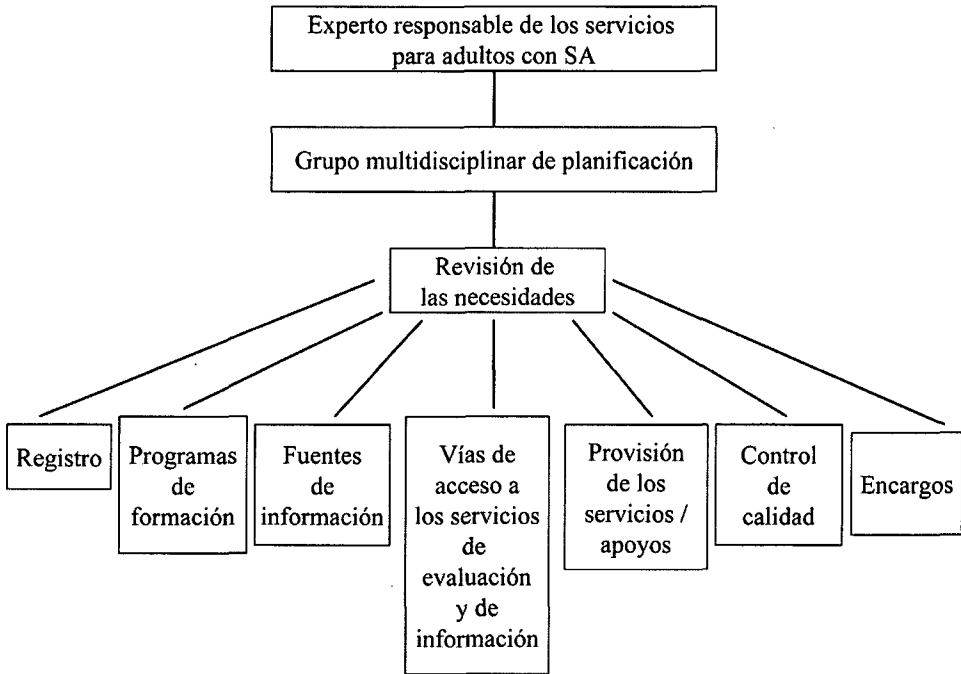 Experto responsable de los servicios
para adultos con SA
Grupo multidisciplinar de planificación
Revisión de
las necesidades
Registro
Programas
de
formación
Fuentes
de
información
Vías de
acceso a
los servicios
de
evaluación
y de
información
Provisión
de los
servicios /
apoyos
Control
de
calidad
Encargos